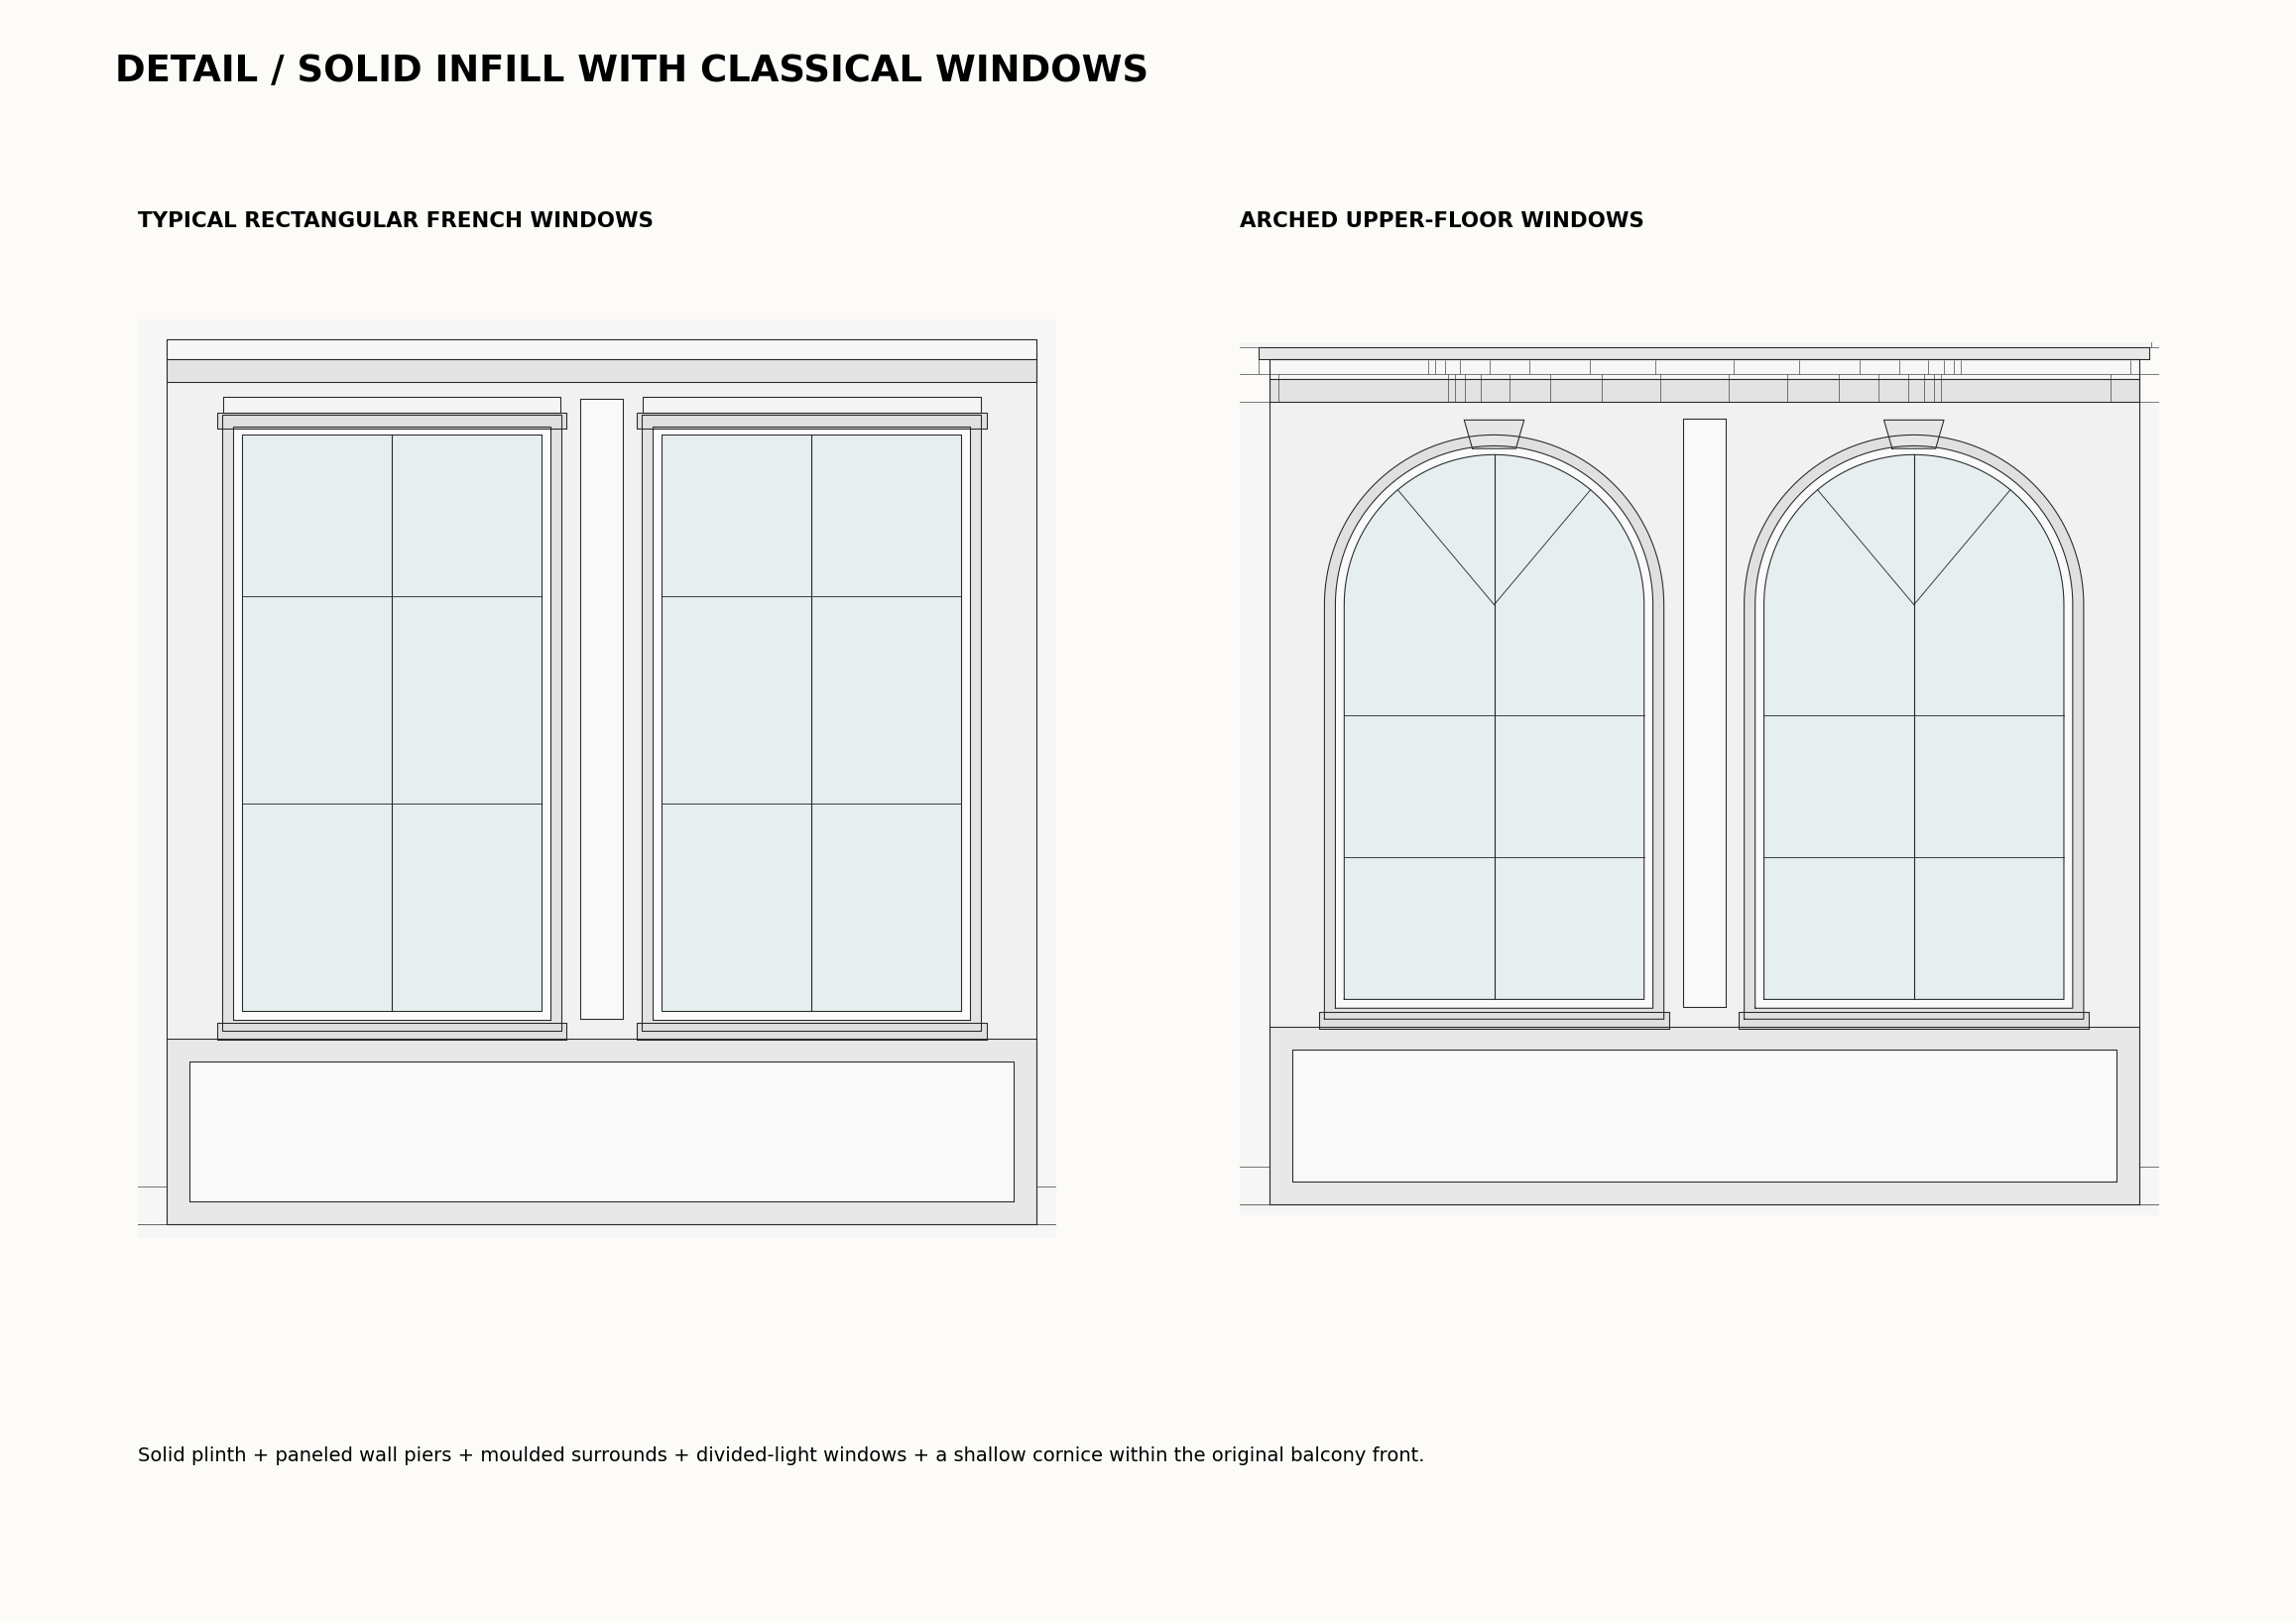 DETAIL / SOLID INFILL WITH CLASSICAL WINDOWS
TYPICAL RECTANGULAR FRENCH WINDOWS
ARCHED UPPER-FLOOR WINDOWS
Solid plinth + paneled wall piers + moulded surrounds + divided-light windows + a shallow cornice within the original balcony front.